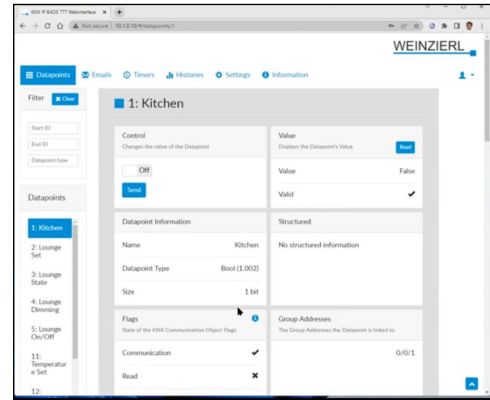 KNX IP BAOS 777 Webinterface
Not secure 10.1.0.10/#/datapoints/1
WEINZIERL
Datapoints Emails Timers Histories Settings Information
Filter Clear
Start ID
End ID
Datapoint type
Datapoints
1: Kitchen
2: Lounge
Set
3: Lounge
State
4: Lounge
Dimming
5: Lounge
On/Off
11:
Temperatur
e Set
12:
1: Kitchen
Control
Changes the value of the Datapoint
Off
Send
Value
Displays the Datapoint's Value
Read
Value False
Valid
Datapoint Information
Name Kitchen
Datapoint Type Bool (1.002)
Size 1 bit
Structured
No structured information
Flags
State of the KNX Communication Object Flags
Communication
Read
Group Addresses
The Group Addresses the Datapoint is linked to
0/0/1